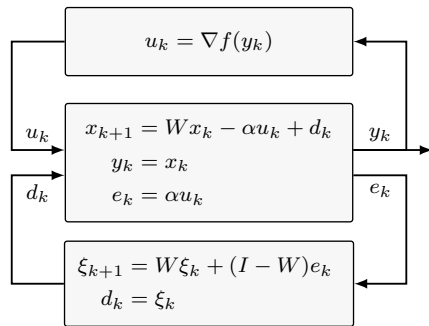 u_k = ∇f(y_k)
u_k
x_{k+1} = Wx_k − αu_k + d_k
y_k
y_k = x_k
d_k
e_k
e_k = αu_k
ξ_{k+1} = Wξ_k + (I − W)e_k
d_k = ξ_k